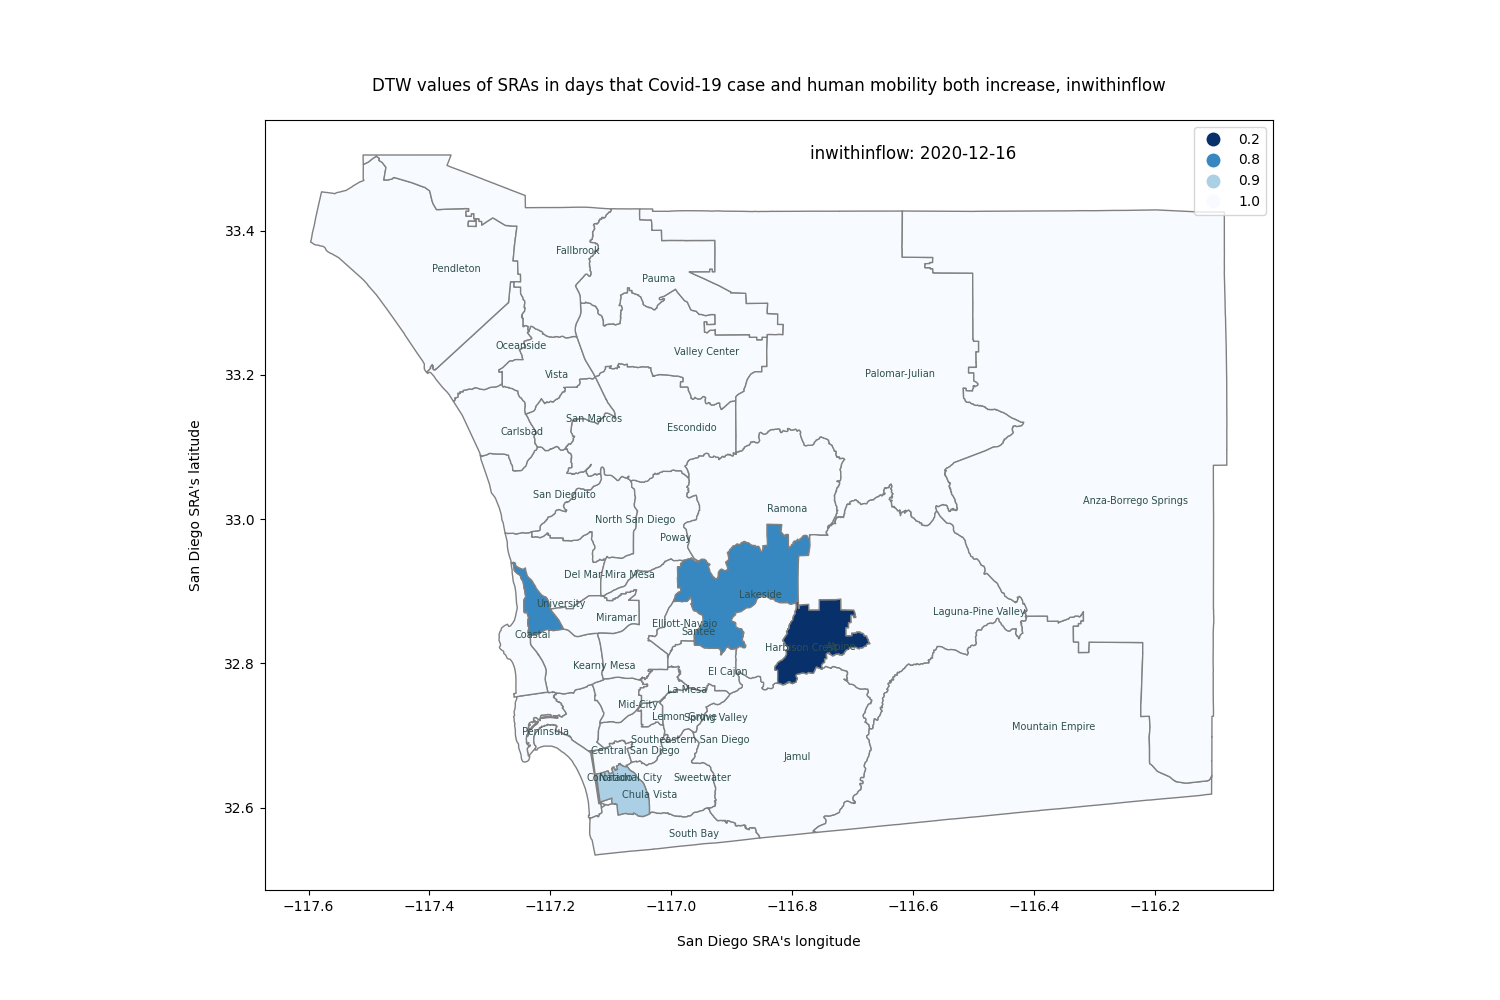 DTW values of SRAs in days that Covid-19 case and human mobility both increase, inwithinflow
inwithinflow: 2020-12-16
0.2
0.8
0.9
1.0
33.4
33.2
33.0
32.8
32.6
San Diego SRA's latitude
Pendleton
Fallbrook
Pauma
Oceanside
Valley Center
Vista
Palomar-Julian
San Marcos
Carlsbad
Escondido
San Dieguito
Anza-Borrego Springs
Ramona
North San Diego
Poway
Del Mar-Mira Mesa
Lakeside
University
Miramar
Laguna-Pine Valley
Elliott-Navajo
Santee
Coastal
Harbison Crest
Alpine
Kearny Mesa
El Cajon
La Mesa
Mid-City
Lemon Grove
Spring Valley
Peninsula
Mountain Empire
Southeastern San Diego
Central San Diego
Jamul
Coronado
National City
Sweetwater
Chula Vista
South Bay
−117.6
−117.4
−117.2
−117.0
−116.8
−116.6
−116.4
−116.2
San Diego SRA's longitude